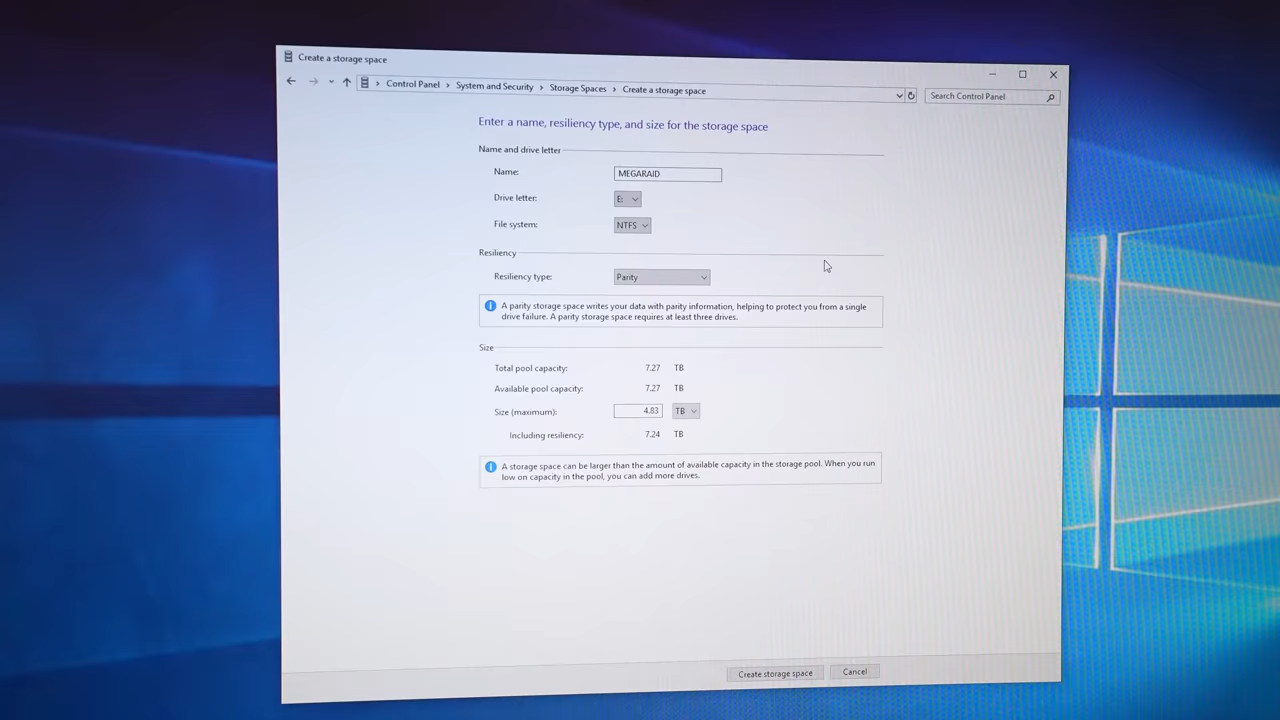 Create a storage space
Control Panel > System and Security > Storage Spaces > Create a storage space
Search Control Panel
Enter a name, resiliency type, and size for the storage space
Name and drive letter
Name: MEGARAID
Drive letter: E:
File system: NTFS
Resiliency
Resiliency type: Parity
A parity storage space writes your data with parity information, helping to protect you from a single
drive failure. A parity storage space requires at least three drives.
Size
Total pool capacity: 7.27 TB
Available pool capacity: 7.27 TB
Size (maximum): 4.83 TB
Including resiliency: 7.24 TB
A storage space can be larger than the amount of available capacity in the storage pool. When you run
low on capacity in the pool, you can add more drives.
Create storage space Cancel